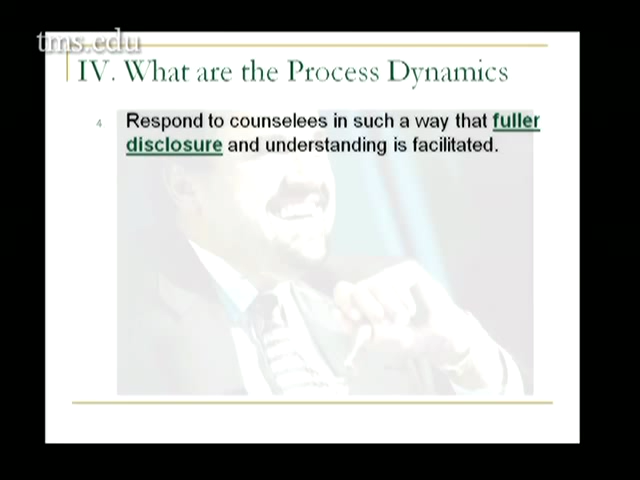 tms.edu
IV. What are the Process Dynamics
4 Respond to counselees in such a way that fuller
disclosure and understanding is facilitated.